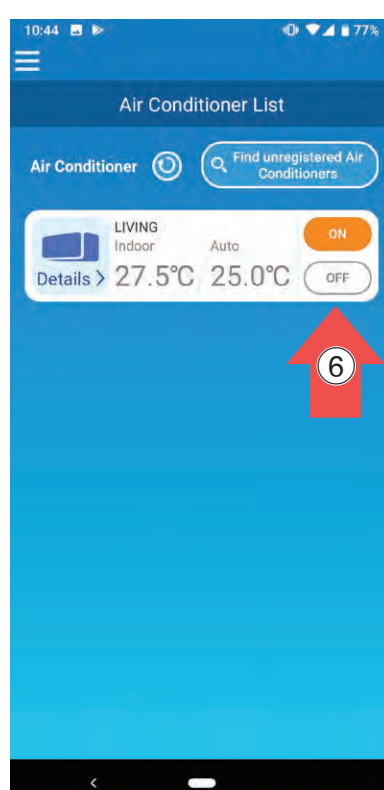 10:44 77%
Air Conditioner List
Air Conditioner
Find unregistered Air
Conditioners
LIVING
Indoor Auto
ON
Details > 27.5℃ 25.0℃
OFF
⑥